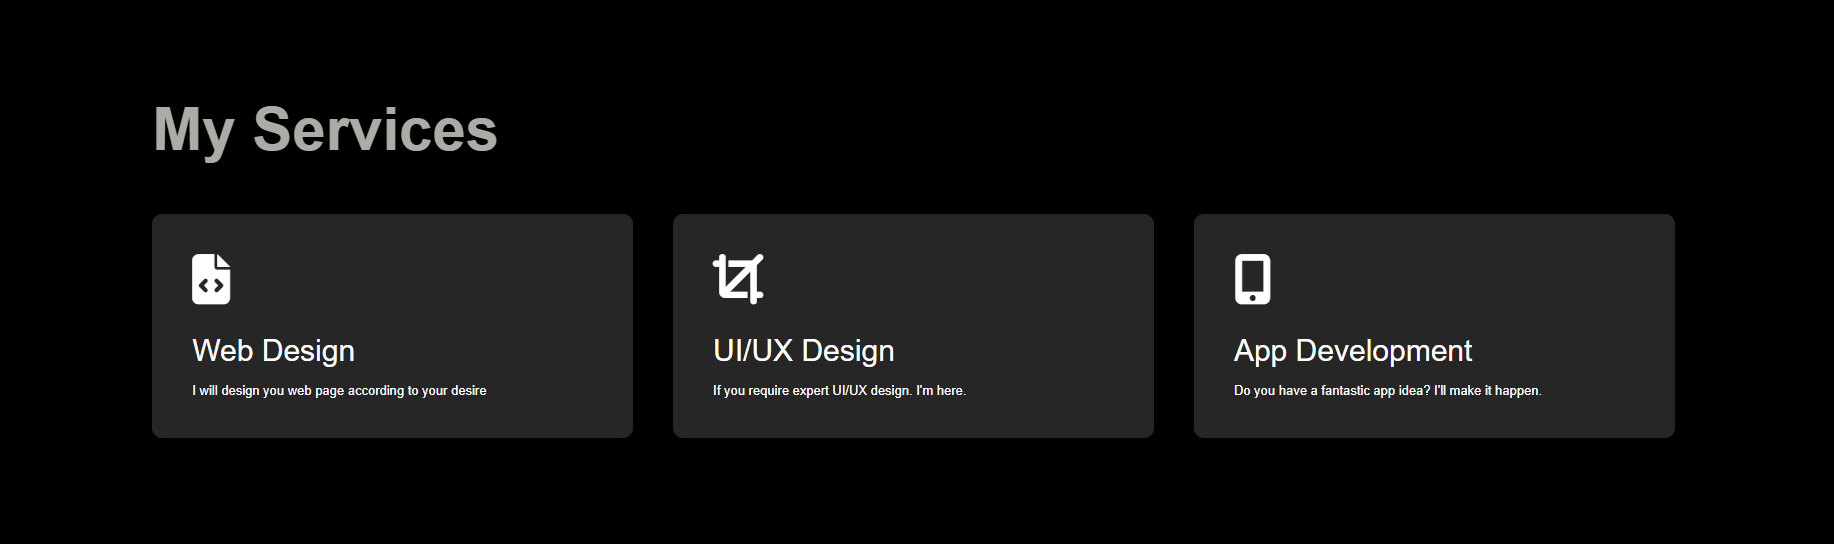 My Services
Web Design
I will design you web page according to your desire
UI/UX Design
If you require expert UI/UX design. I'm here.
App Development
Do you have a fantastic app idea? I'll make it happen.